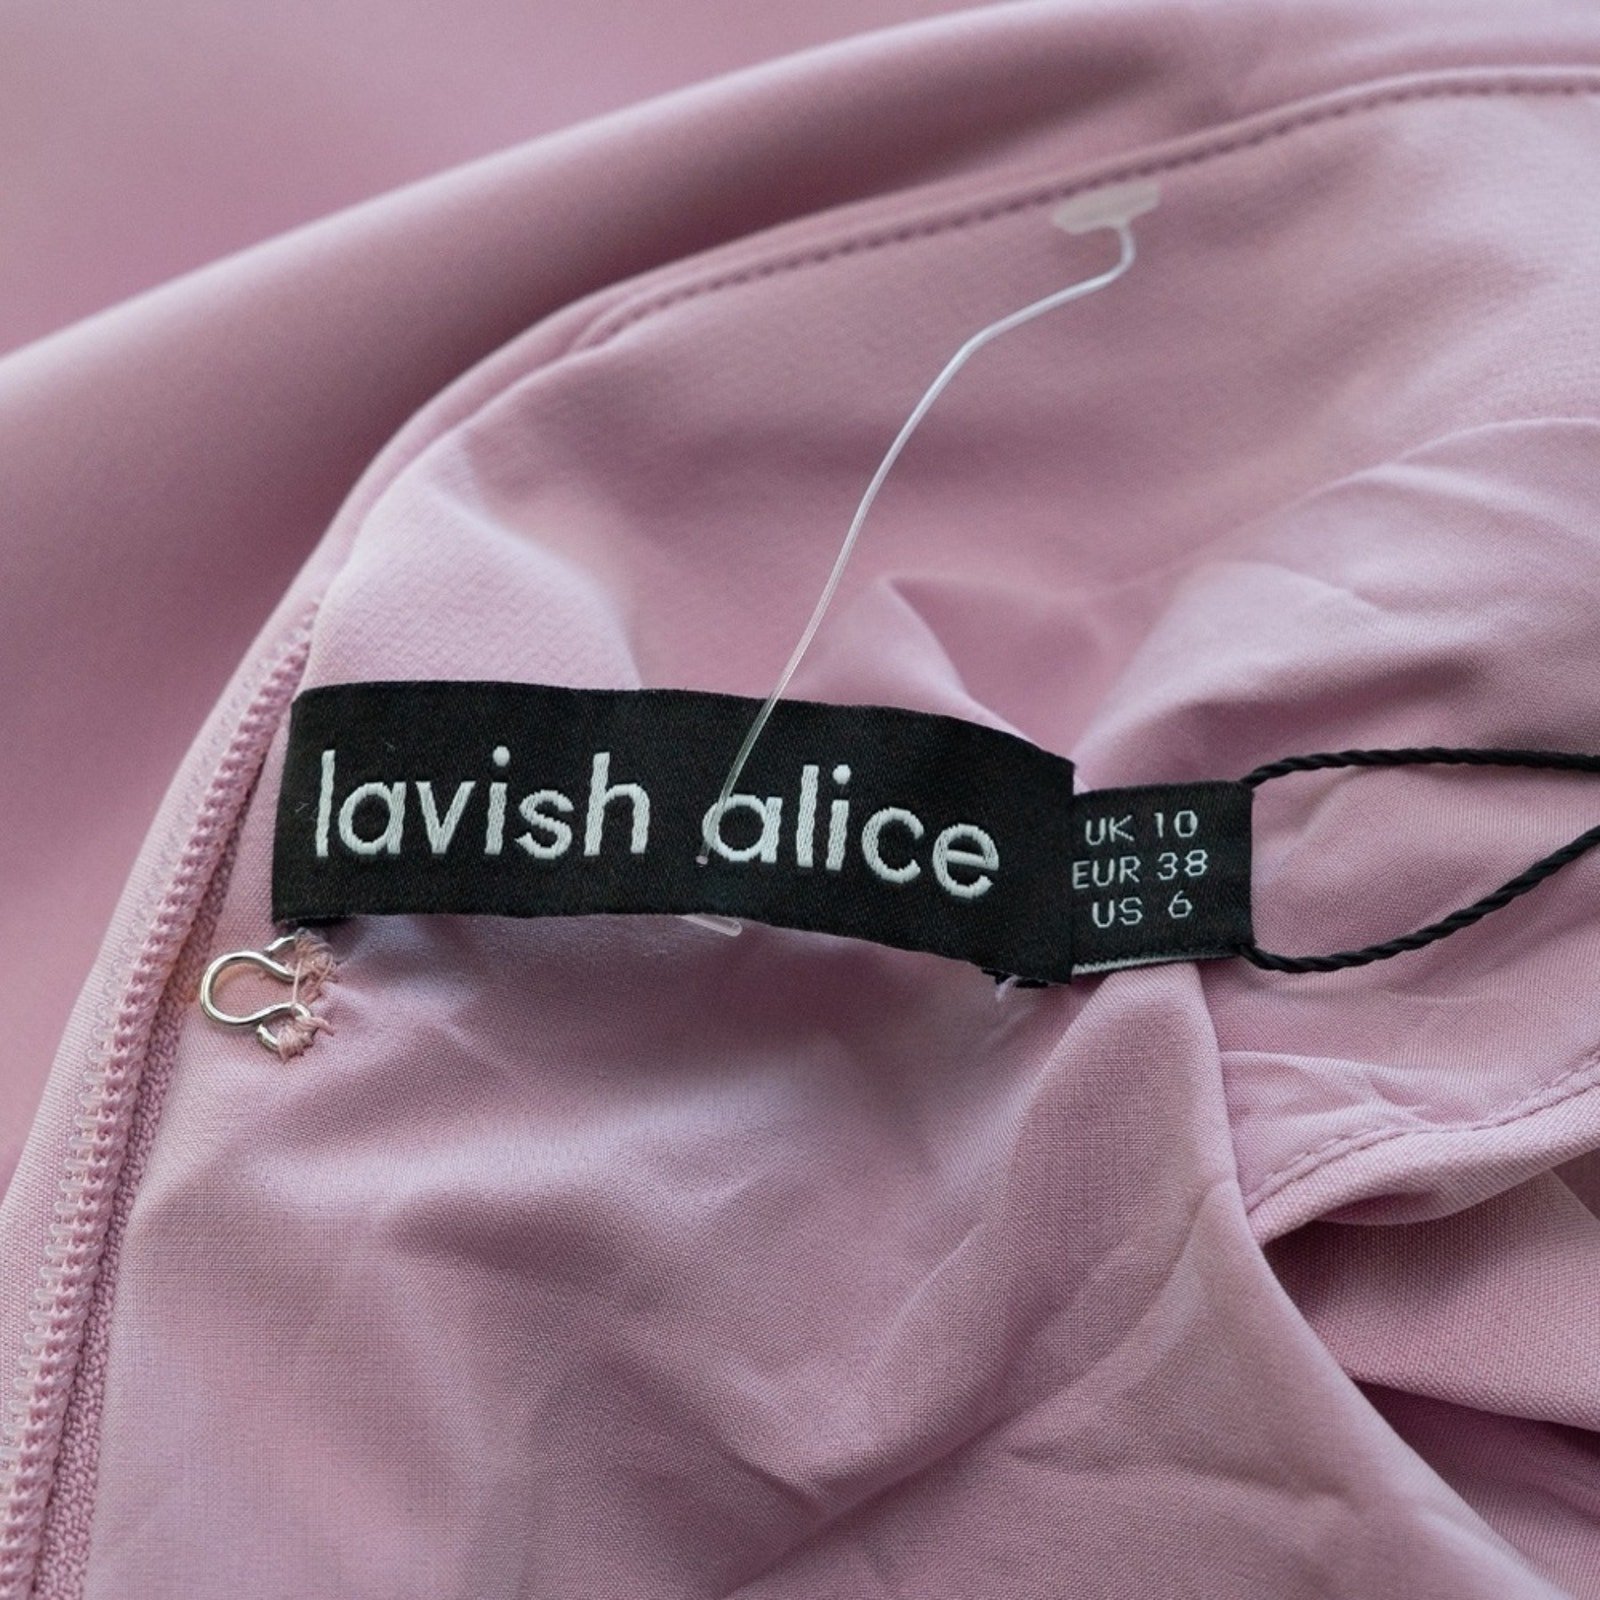 lavish alice
UK 10
EUR 38
US 6